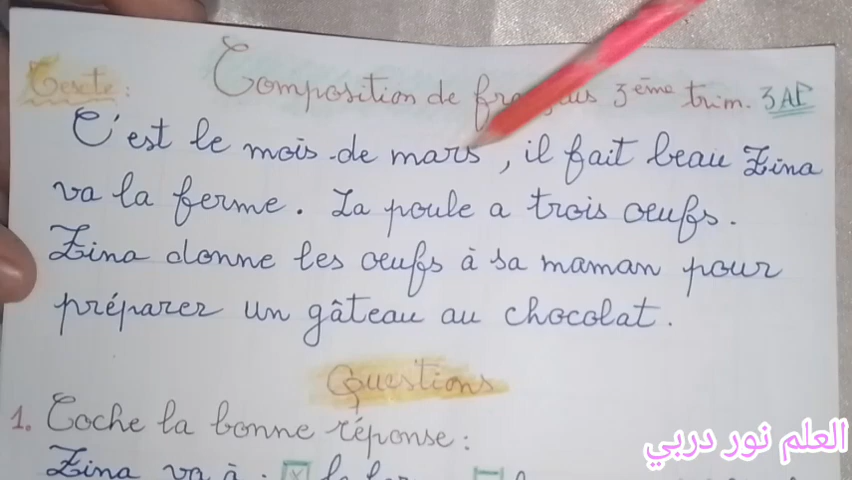 Composition de français 3ème trim. 3AP
Texte :
C'est le mois de mars, il fait beau Zina
va la ferme. La poule a trois œufs.
Zina donne les œufs à sa maman pour
préparer un gâteau au chocolat.
Questions
1. Coche la bonne réponse :
Zina va à :
العلم نور دربي